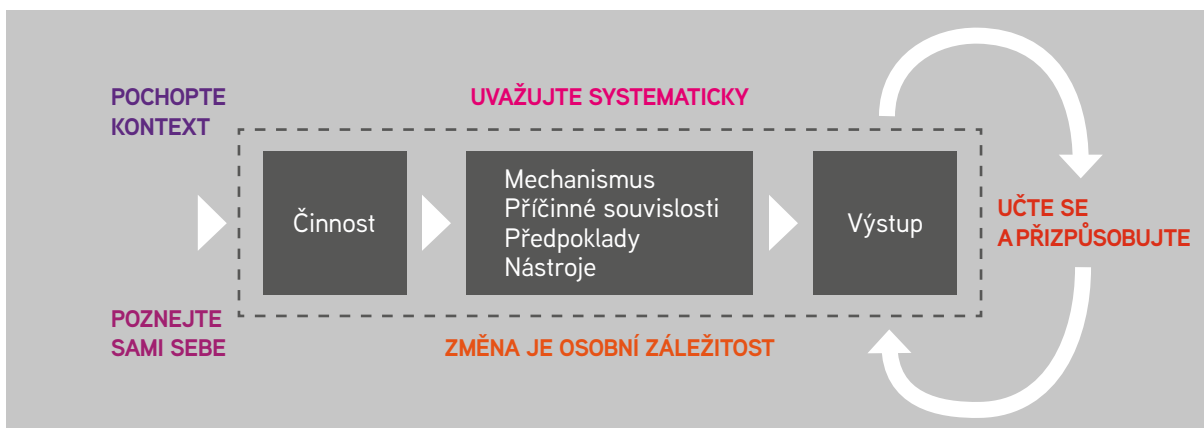 POCHOPTE
KONTEXT
UVAŽUJTE SYSTEMATICKY
Činnost
Mechanismus
Příčinné souvislosti
Předpoklady
Nástroje
Výstup
UČTE SE
A PŘIZPŮSOBUJTE
POZNEJTE
SAMI SEBE
ZMĚNA JE OSOBNÍ ZÁLEŽITOST